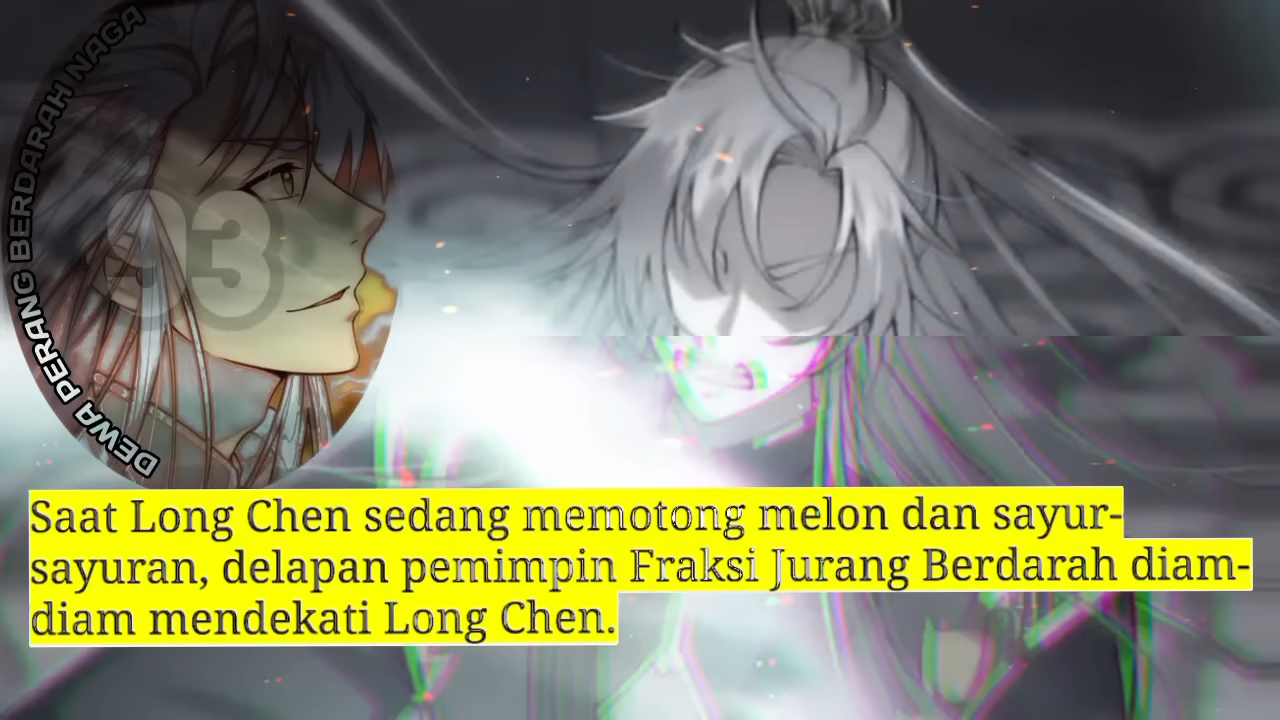 DEWA PERANG BERDARAH NAGA
93
Saat Long Chen sedang memotong melon dan sayur-
sayuran, delapan pemimpin Fraksi Jurang Berdarah diam-
diam mendekati Long Chen.